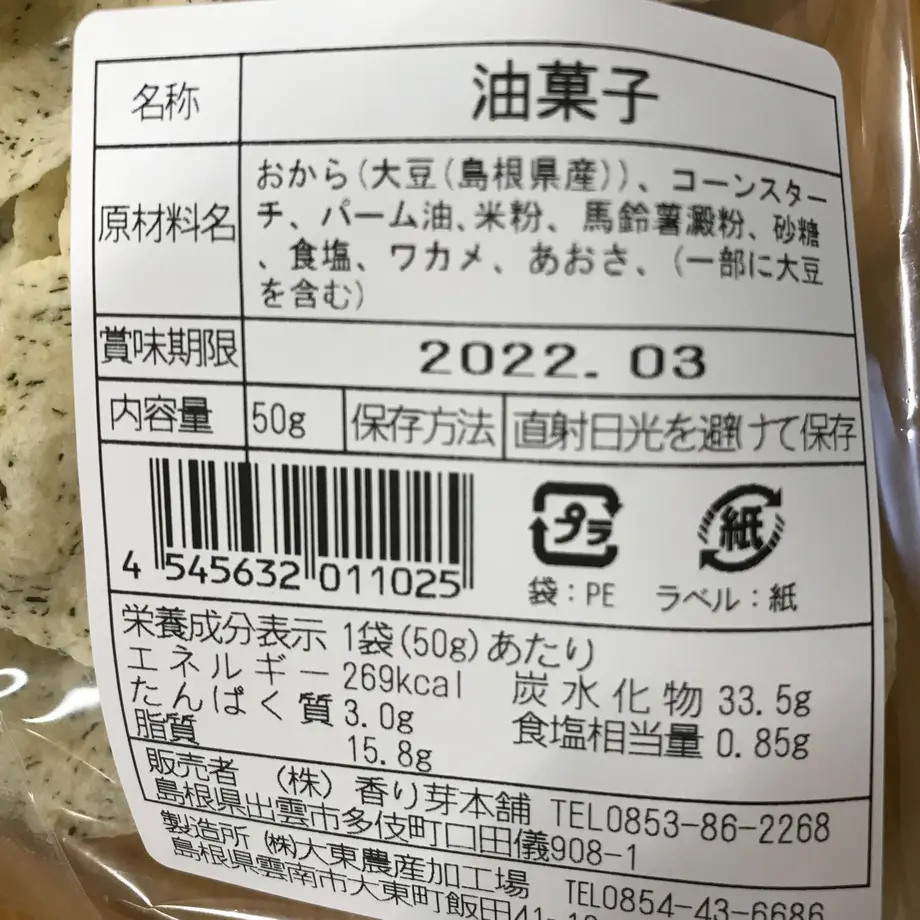 名称 油菓子
原材料名 おから(大豆(島根県産))、コーンスター
チ、パーム油、米粉、馬鈴薯澱粉、砂糖
、食塩、ワカメ、あおさ、(一部に大豆
を含む)
賞味期限 2022. 03
内容量 50g 保存方法 直射日光を避けて保存
4 545632 011025
プラ 紙
袋:PE ラベル:紙
栄養成分表示 1袋(50g)あたり
エネルギー 269kcal 炭水化物 33.5g
たんぱく質 3.0g 食塩相当量 0.85g
脂質 15.8g
販売者 (株)香り芽本舗 TEL0853-86-2268
島根県出雲市多伎町口田儀908-1
製造所 (株)大東農産加工場 TEL0854-43-6686
島根県雲南市大東町飯田